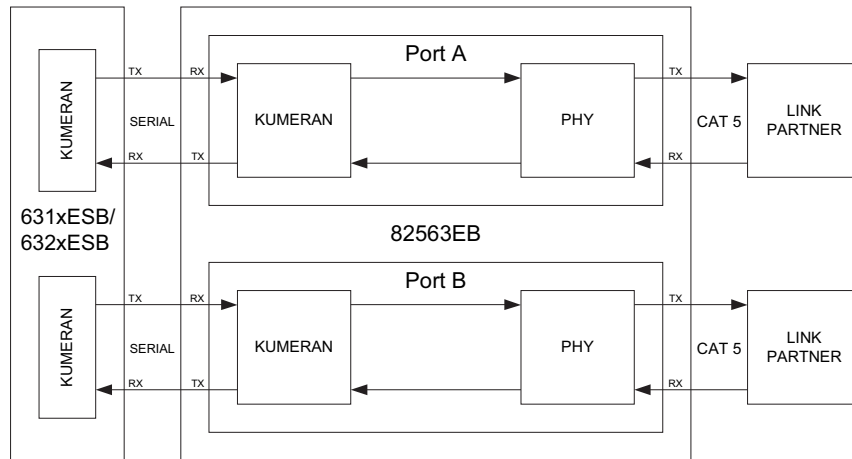 Port A
TX
RX
TX
KUMERAN
SERIAL
KUMERAN
PHY
CAT 5
LINK
PARTNER
RX
TX
RX
631xESB/
632xESB
82563EB
Port B
TX
RX
TX
KUMERAN
SERIAL
KUMERAN
PHY
CAT 5
LINK
PARTNER
RX
TX
RX